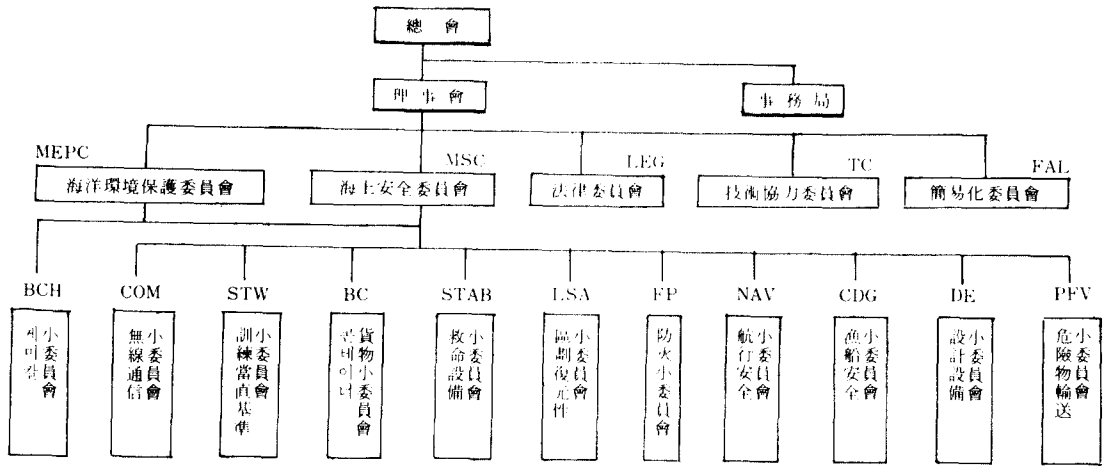 總會
理事會
事務局
MEPC
海洋環境保護委員會
MSC
海上安全委員會
LEG
法律委員會
TC
技術協力委員會
FAL
簡易化委員會
BCH
케미칼
小委員會
COM
無線通信
小委員會
STW
訓練當直基準
小委員會
BC
콘테이너
貨物小委員會
STAB
救命設備
小委員會
LSA
區劃復元性
小委員會
FP
防火小委員會
NAV
航行安全
小委員會
CDG
漁船安全
小委員會
DE
設計設備
小委員會
PFV
危險物輸送
小委員會